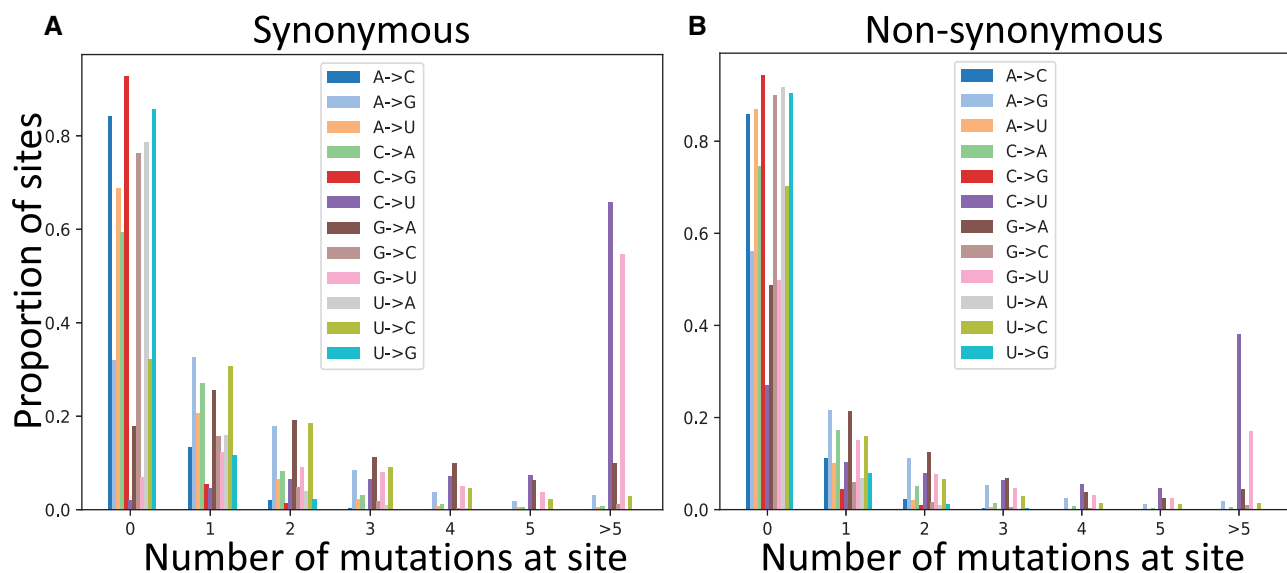 A
Synonymous
Proportion of sites
0.8
0.6
0.4
0.2
0.0
A->C
A->G
A->U
C->A
C->G
C->U
G->A
G->C
G->U
U->A
U->C
U->G
0 1 2 3 4 5 >5
Number of mutations at site
B
Non-synonymous
0.8
0.6
0.4
0.2
0.0
A->C
A->G
A->U
C->A
C->G
C->U
G->A
G->C
G->U
U->A
U->C
U->G
0 1 2 3 4 5 >5
Number of mutations at site